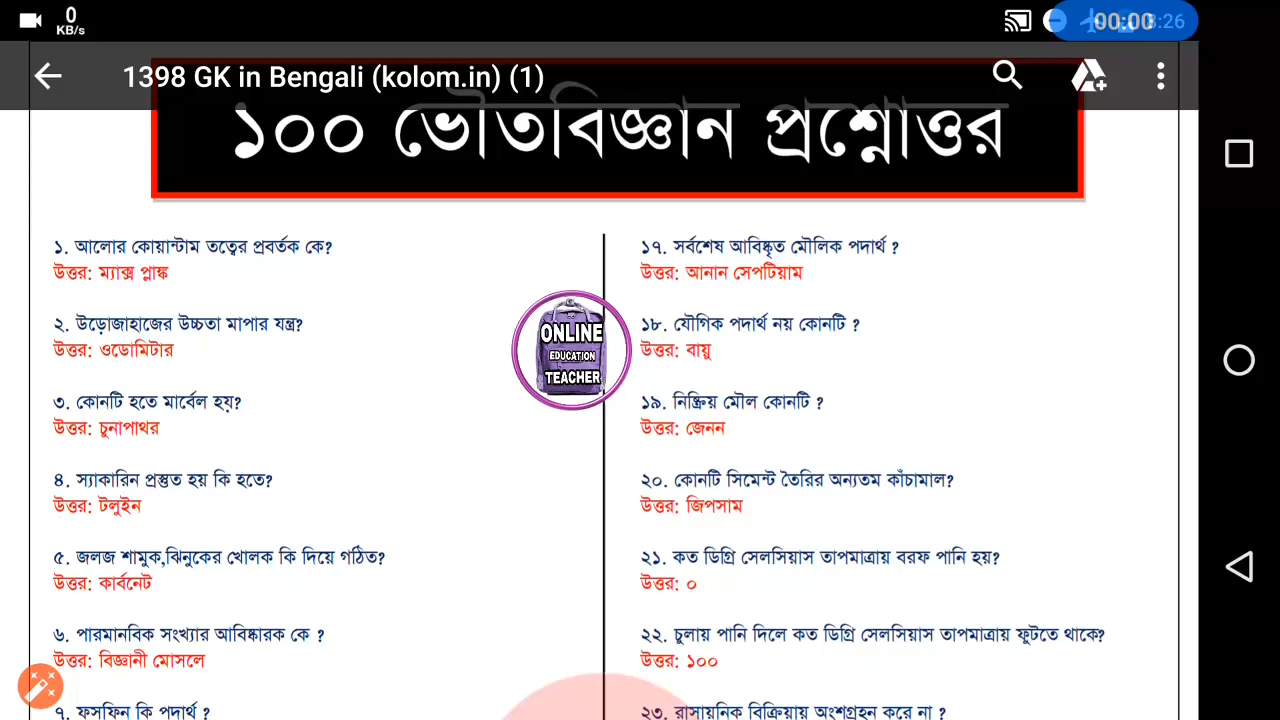 0
KB/s
00:00
:26
1398 GK in Bengali (kolom.in) (1)
১০০ ভৌতবিজ্ঞান প্রশ্নোত্তর
১. আলোর কোয়ান্টাম তত্বের প্রবর্তক কে?
উত্তর: ম্যাক্স প্লাঙ্ক
২. উড়োজাহাজের উচ্চতা মাপার যন্ত্র?
উত্তর: ওডোমিটার
৩. কোনটি হতে মার্বেল হয়?
উত্তর: চুনাপাথর
৪. স্যাকারিন প্রস্তুত হয় কি হতে?
উত্তর: টলুইন
৫. জলজ শামুক,ঝিনুকের খোলক কি দিয়ে গঠিত?
উত্তর: কার্বনেট
৬. পারমানবিক সংখ্যার আবিষ্কারক কে ?
উত্তর: বিজ্ঞানী মোসলে
৭. ফসফিন কি পদার্থ ?
ONLINE
EDUCATION
TEACHER
১৭. সর্বশেষ আবিষ্কৃত মৌলিক পদার্থ ?
উত্তর: আনান সেপটিয়াম
১৮. যৌগিক পদার্থ নয় কোনটি ?
উত্তর: বায়ু
১৯. নিষ্ক্রিয় মৌল কোনটি ?
উত্তর: জেনন
২০. কোনটি সিমেন্ট তৈরির অন্যতম কাঁচামাল?
উত্তর: জিপসাম
২১. কত ডিগ্রি সেলসিয়াস তাপমাত্রায় বরফ পানি হয়?
উত্তর: ০
২২. চুলায় পানি দিলে কত ডিগ্রি সেলসিয়াস তাপমাত্রায় ফুটতে থাকে?
উত্তর: ১০০
২৩. রাসায়নিক বিক্রিয়ায় অংশগ্রহন করে না ?